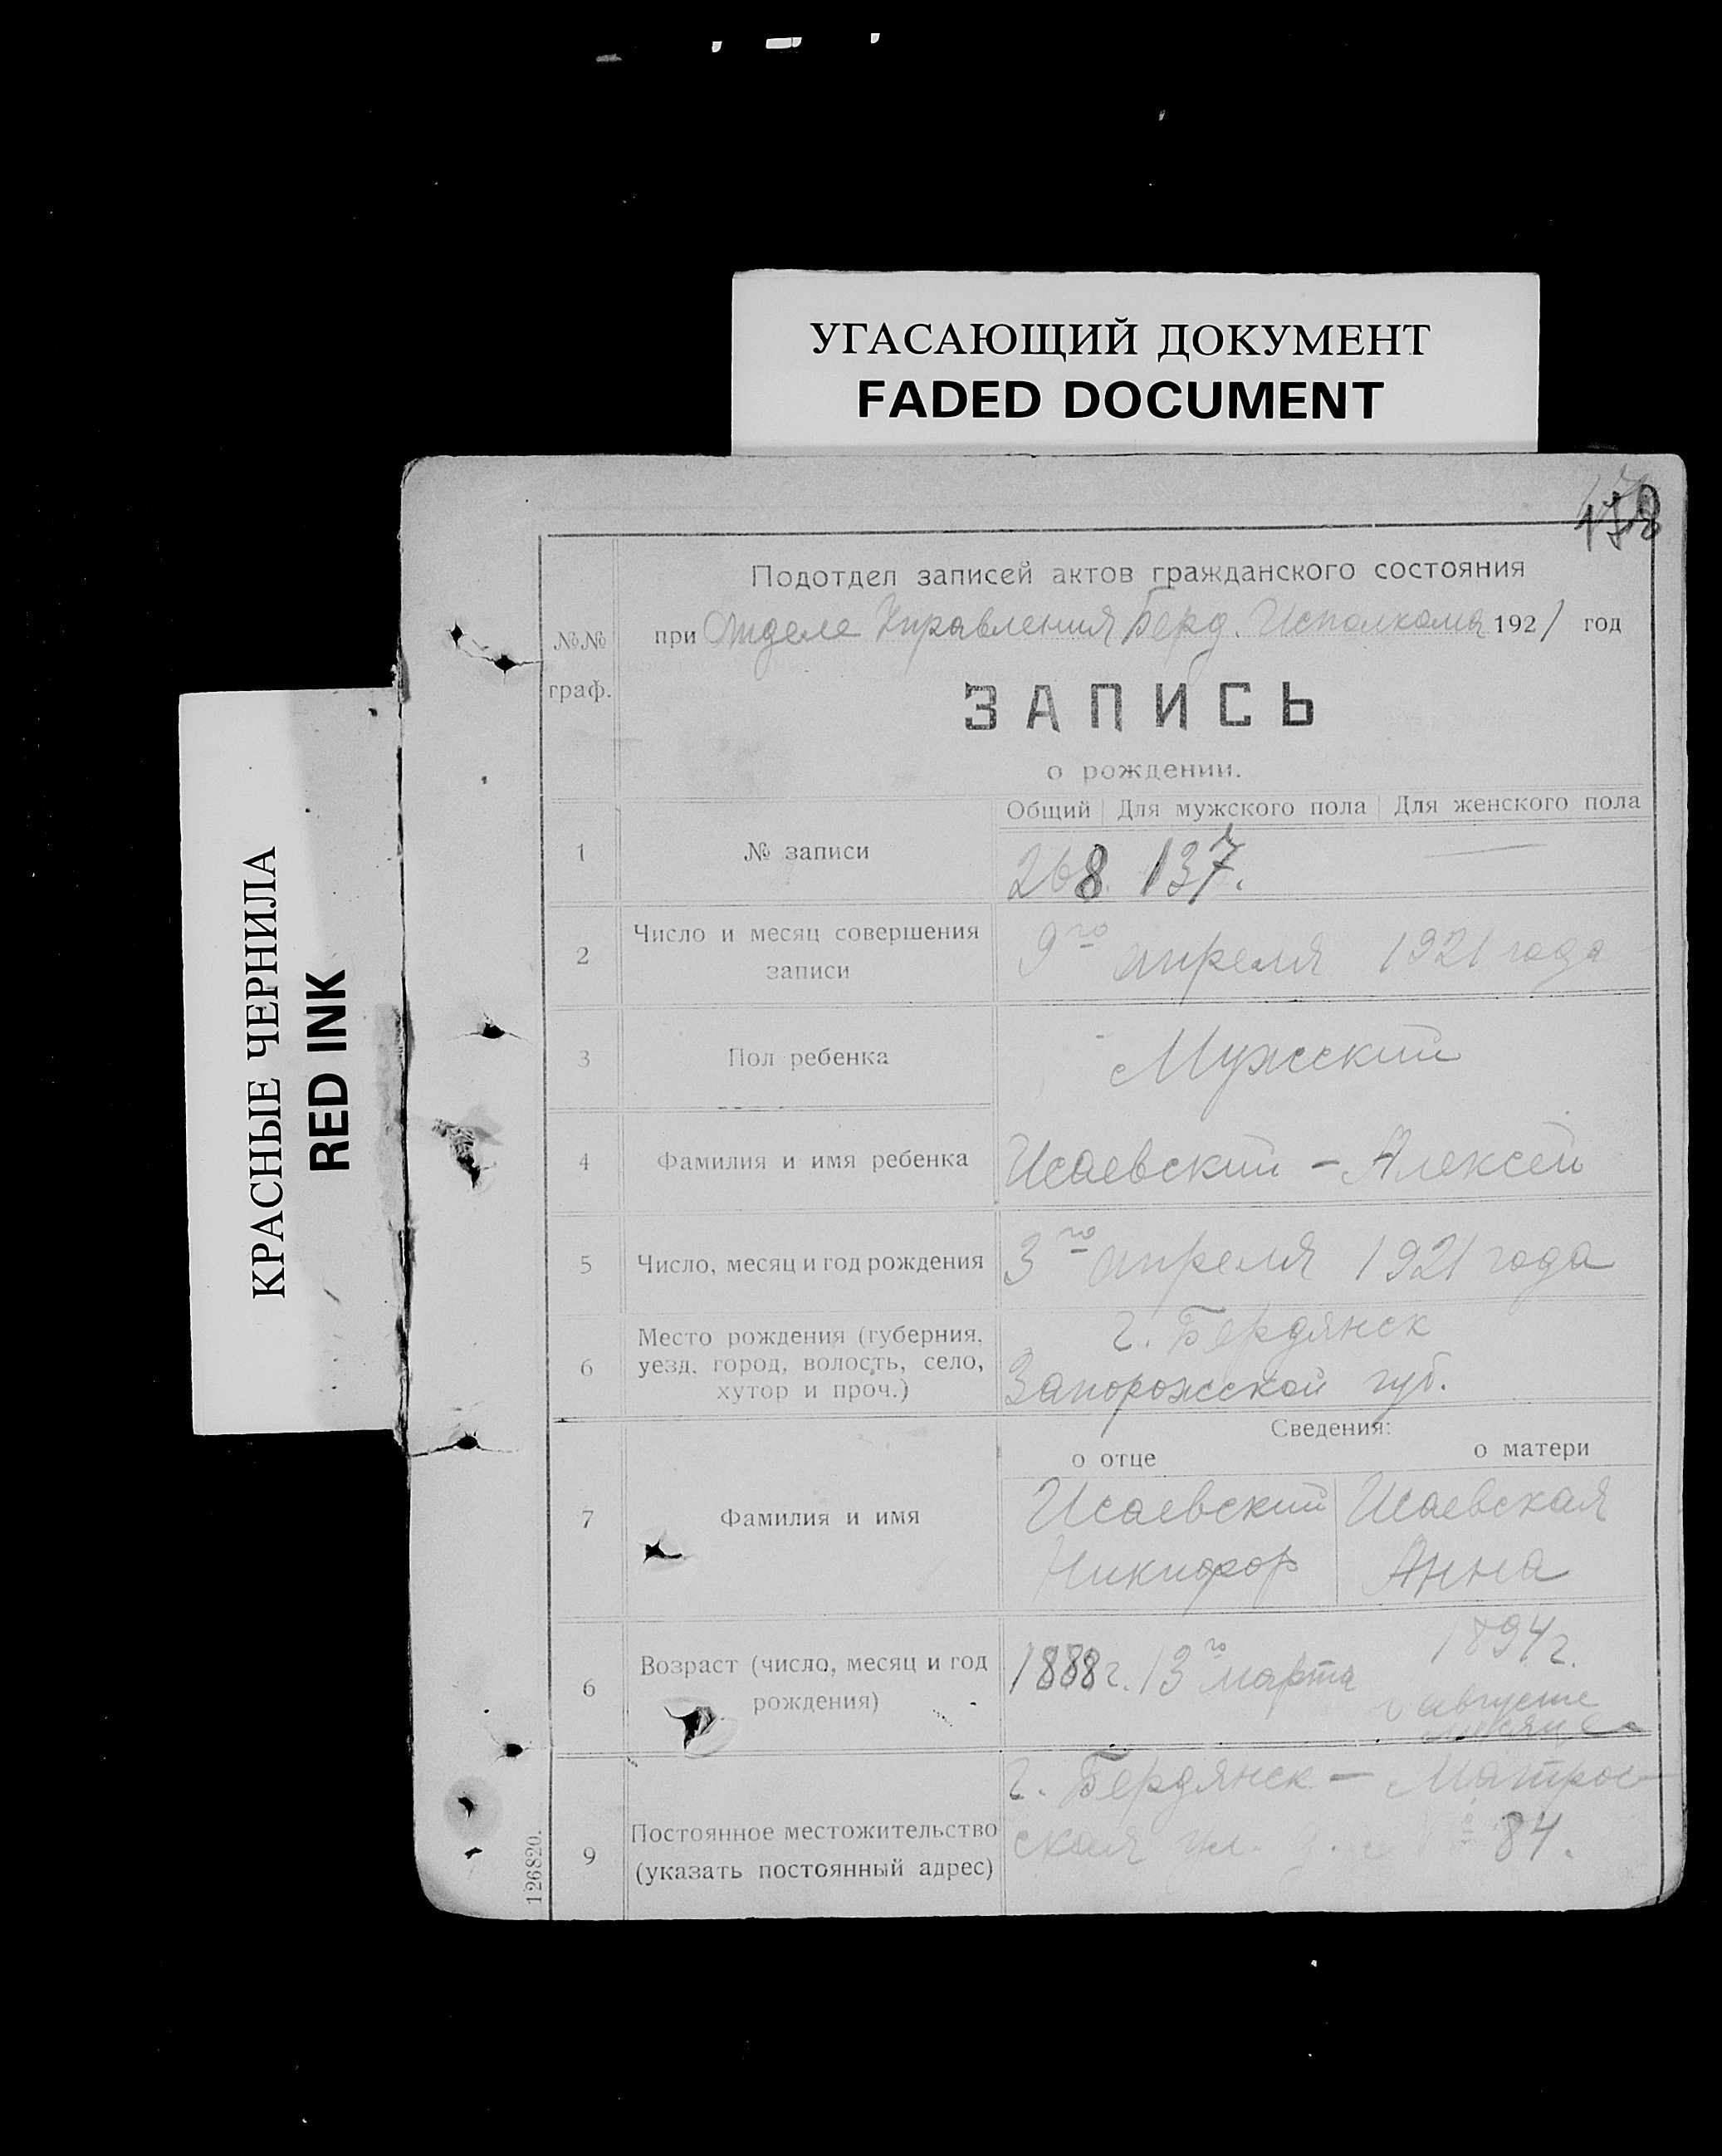 УГАСАЮЩИЙ ДОКУМЕНТ
FADED DOCUMENT
КРАСНЫЕ ЧЕРНИЛА
RED INK
178
Подотдел записей актов гражданского состояния
№№ граф.
при Отделе Управления Берд. Исполкома 1921 год
ЗАПИСЬ
о рождении.
Общий Для мужского пола Для женского пола
1 № записи 268. 137. —
2 Число и месяц совершения записи 9го апреля 1921 года
3 Пол ребенка Мужской
4 Фамилия и имя ребенка Исаевский - Алексей
5 Число, месяц и год рождения 3го апреля 1921 года
6 Место рождения (губерния, г. Бердянск
уезд, город, волость, село,
хутор и проч.) Запорожской губ.
Сведения:
о отце о матери
7 Фамилия и имя Исаевский Исаевская
Никифор Анна
6 Возраст (число, месяц и год рождения) 1888 г. 13го марта 1894 г.
августе
месяце
9 Постоянное местожительство г. Бердянск - Матрос-
(указать постоянный адрес) ская ул. д. № 84.
126820.